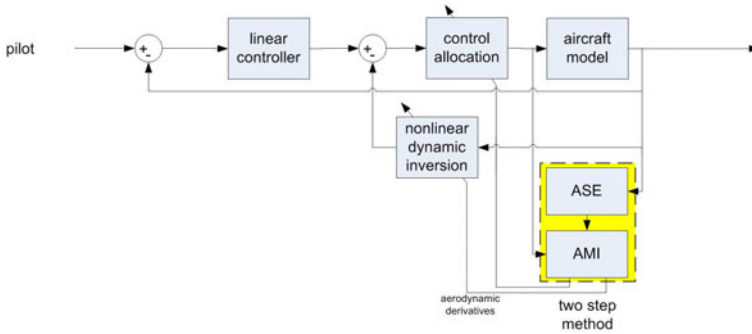 pilot
+
-
linear
controller
+
-
control
allocation
aircraft
model
nonlinear
dynamic
inversion
ASE
AMI
aerodynamic
derivatives
two step
method